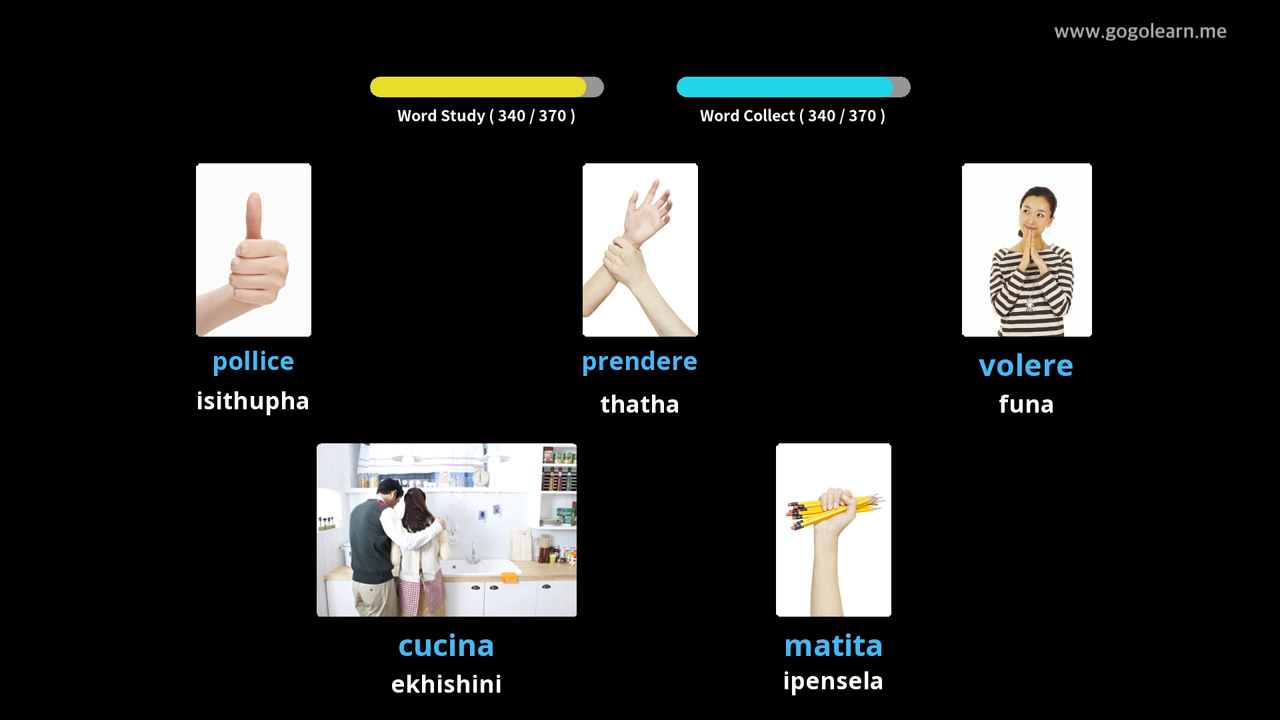 www.gogolearn.me
Word Study ( 340 / 370 )
Word Collect ( 340 / 370 )
pollice
isithupha
prendere
thatha
volere
funa
cucina
ekhishini
matita
ipensela